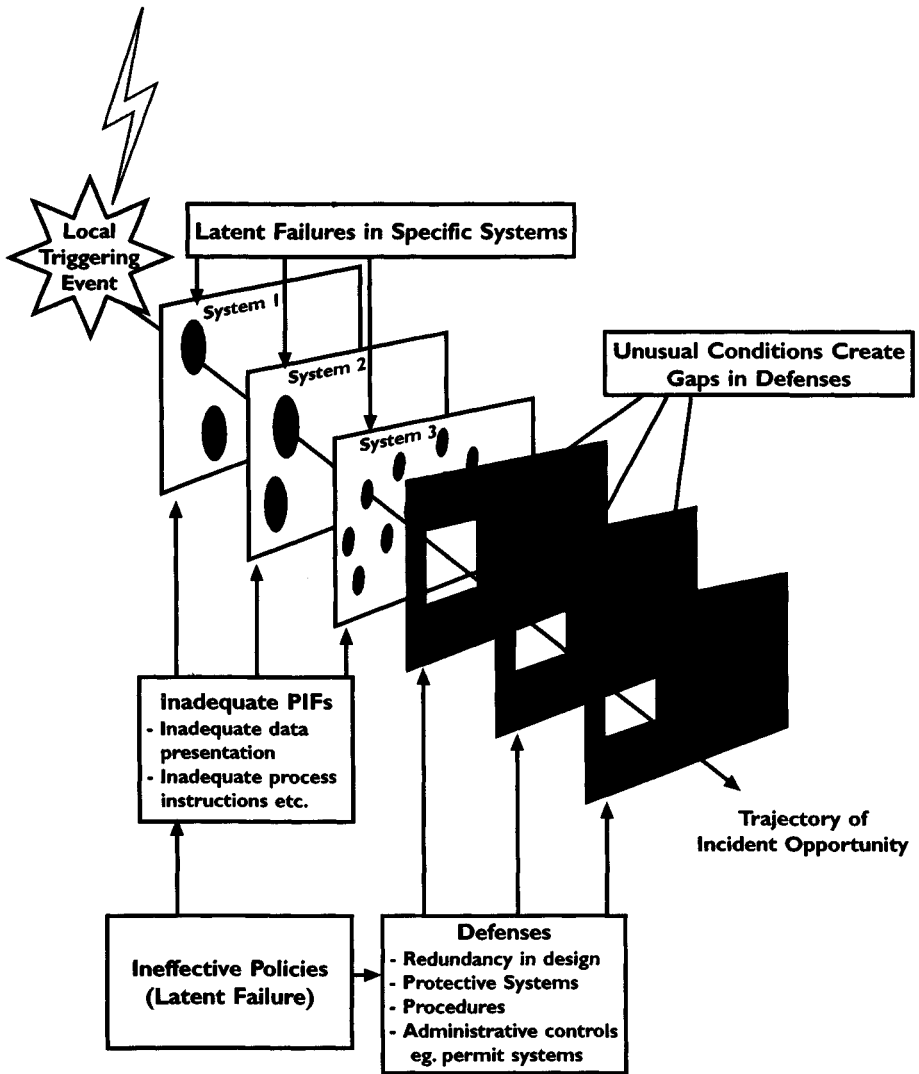 Local
Triggering
Event
Latent Failures in Specific Systems
System 1
System 2
System 3
Unusual Conditions Create
Gaps in Defenses
Inadequate PIFs
- Inadequate data
presentation
- Inadequate process
instructions etc.
Trajectory of
Incident Opportunity
Ineffective Policies
(Latent Failure)
Defenses
- Redundancy in design
- Protective Systems
- Procedures
- Administrative controls
eg. permit systems